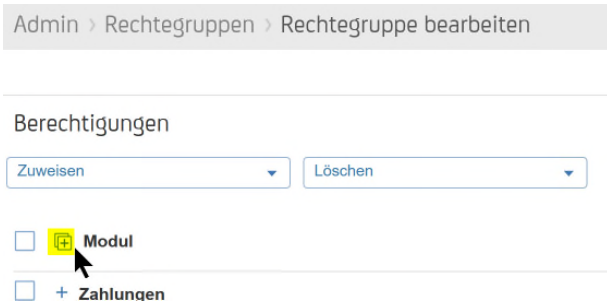 Admin > Rechtegruppen > Rechtegruppe bearbeiten
Berechtigungen
Zuweisen Löschen
Modul
+ Zahlungen